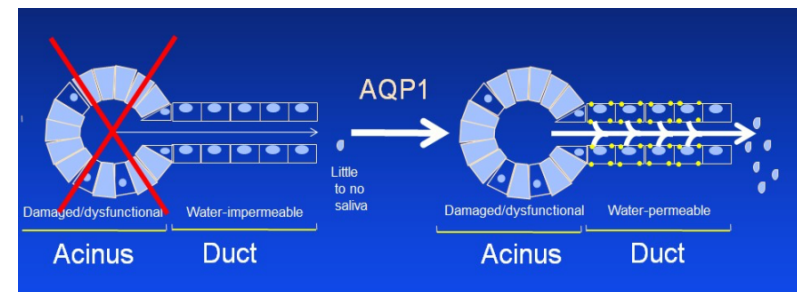 AQP1
Little
to no
saliva
Damaged/dysfunctional
Water-impermeable
Acinus
Duct
Damaged/dysfunctional
Water-permeable
Acinus
Duct